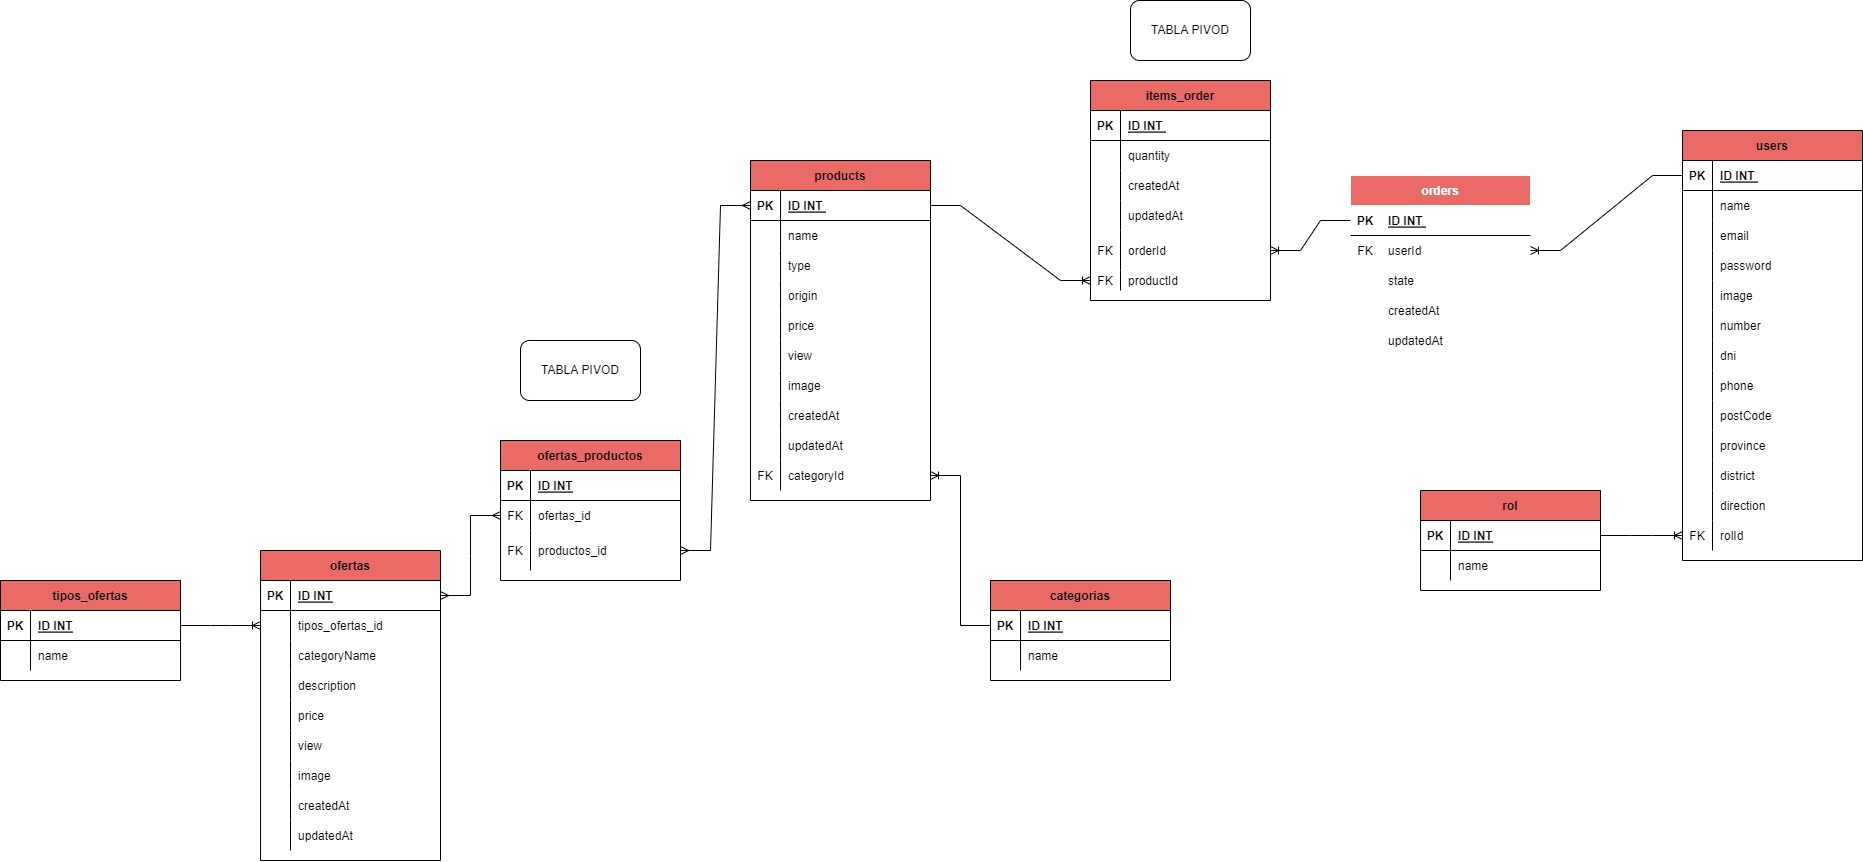 TABLA PIVOD
items_order
PK ID INT
quantity
createdAt
updatedAt
FK orderId
FK productId
users
PK ID INT
name
email
password
image
number
dni
phone
postCode
province
district
direction
FK rolId
products
PK ID INT
name
type
origin
price
view
image
createdAt
updatedAt
FK categoryId
orders
PK ID INT
FK userId
state
createdAt
updatedAt
TABLA PIVOD
ofertas_productos
PK ID INT
FK ofertas_id
FK productos_id
rol
PK ID INT
name
ofertas
PK ID INT
tipos_ofertas_id
categoryName
description
price
view
image
createdAt
updatedAt
tipos_ofertas
PK ID INT
name
categorias
PK ID INT
name